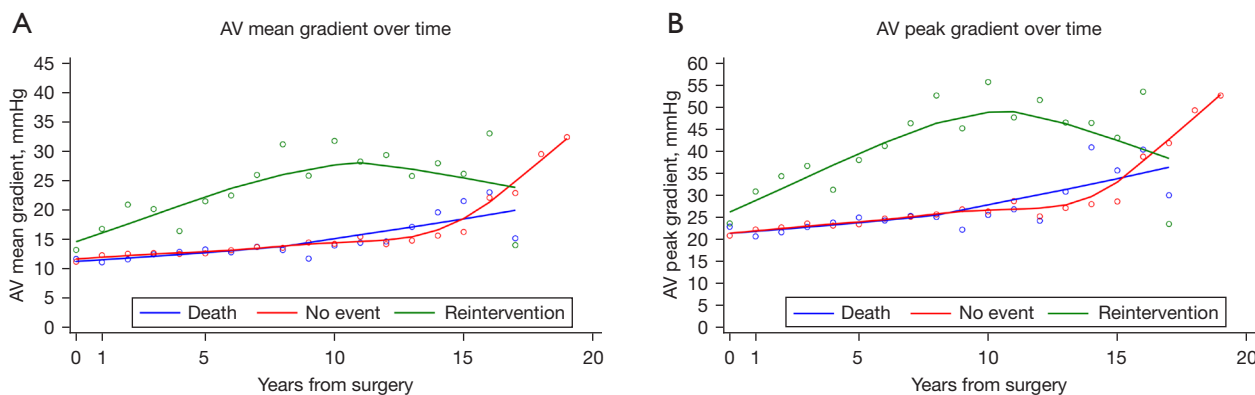 A
AV mean gradient over time
AV mean gradient, mmHg
45
40
35
30
25
20
15
10
5
0
Death No event Reintervention
0 1 5 10 15 20
Years from surgery
B
AV peak gradient over time
AV peak gradient, mmHg
60
55
50
45
40
35
30
25
20
15
10
5
0
Death No event Reintervention
0 1 5 10 15 20
Years from surgery